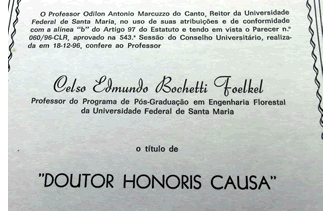 O Professor Odilon Antonio Marcuzzo do Canto, Reitor da Universidade
Federal de Santa Maria, no uso de suas atribuições e de conformidade
com a alínea "b" do Artigo 97 do Estatuto e tendo em vista o Parecer n.º
060/96-CLR, aprovado na 543.ª Sessão do Conselho Universitário, realiza-
da em 18-12-96, confere ao Professor
Celso Edmundo Bochetti Foelkel
Professor do Programa de Pós-Graduação em Engenharia Florestal
da Universidade Federal de Santa Maria
o título de
"DOUTOR HONORIS CAUSA"